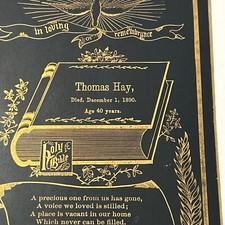 in loving
of
remembrance
Thomas Hay,
Died, December 1, 1890.
Age 40 years.
Holy
Bible
A precious one from us has gone,
A voice we loved is stilled;
A place is vacant in our home
Which never can be filled.